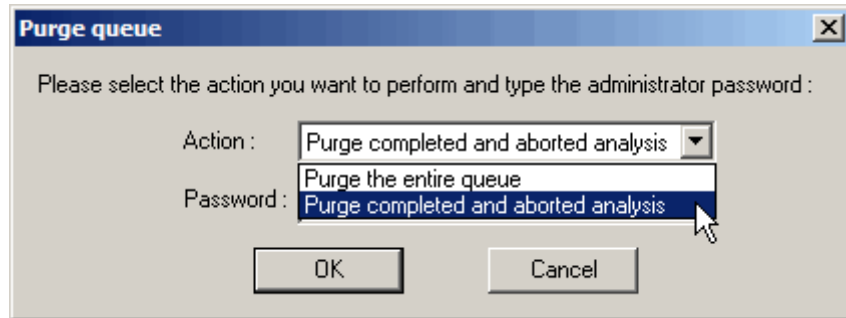 Purge queue
Please select the action you want to perform and type the administrator password :
Action : Purge completed and aborted analysis
Purge the entire queue
Password : Purge completed and aborted analysis
OK Cancel